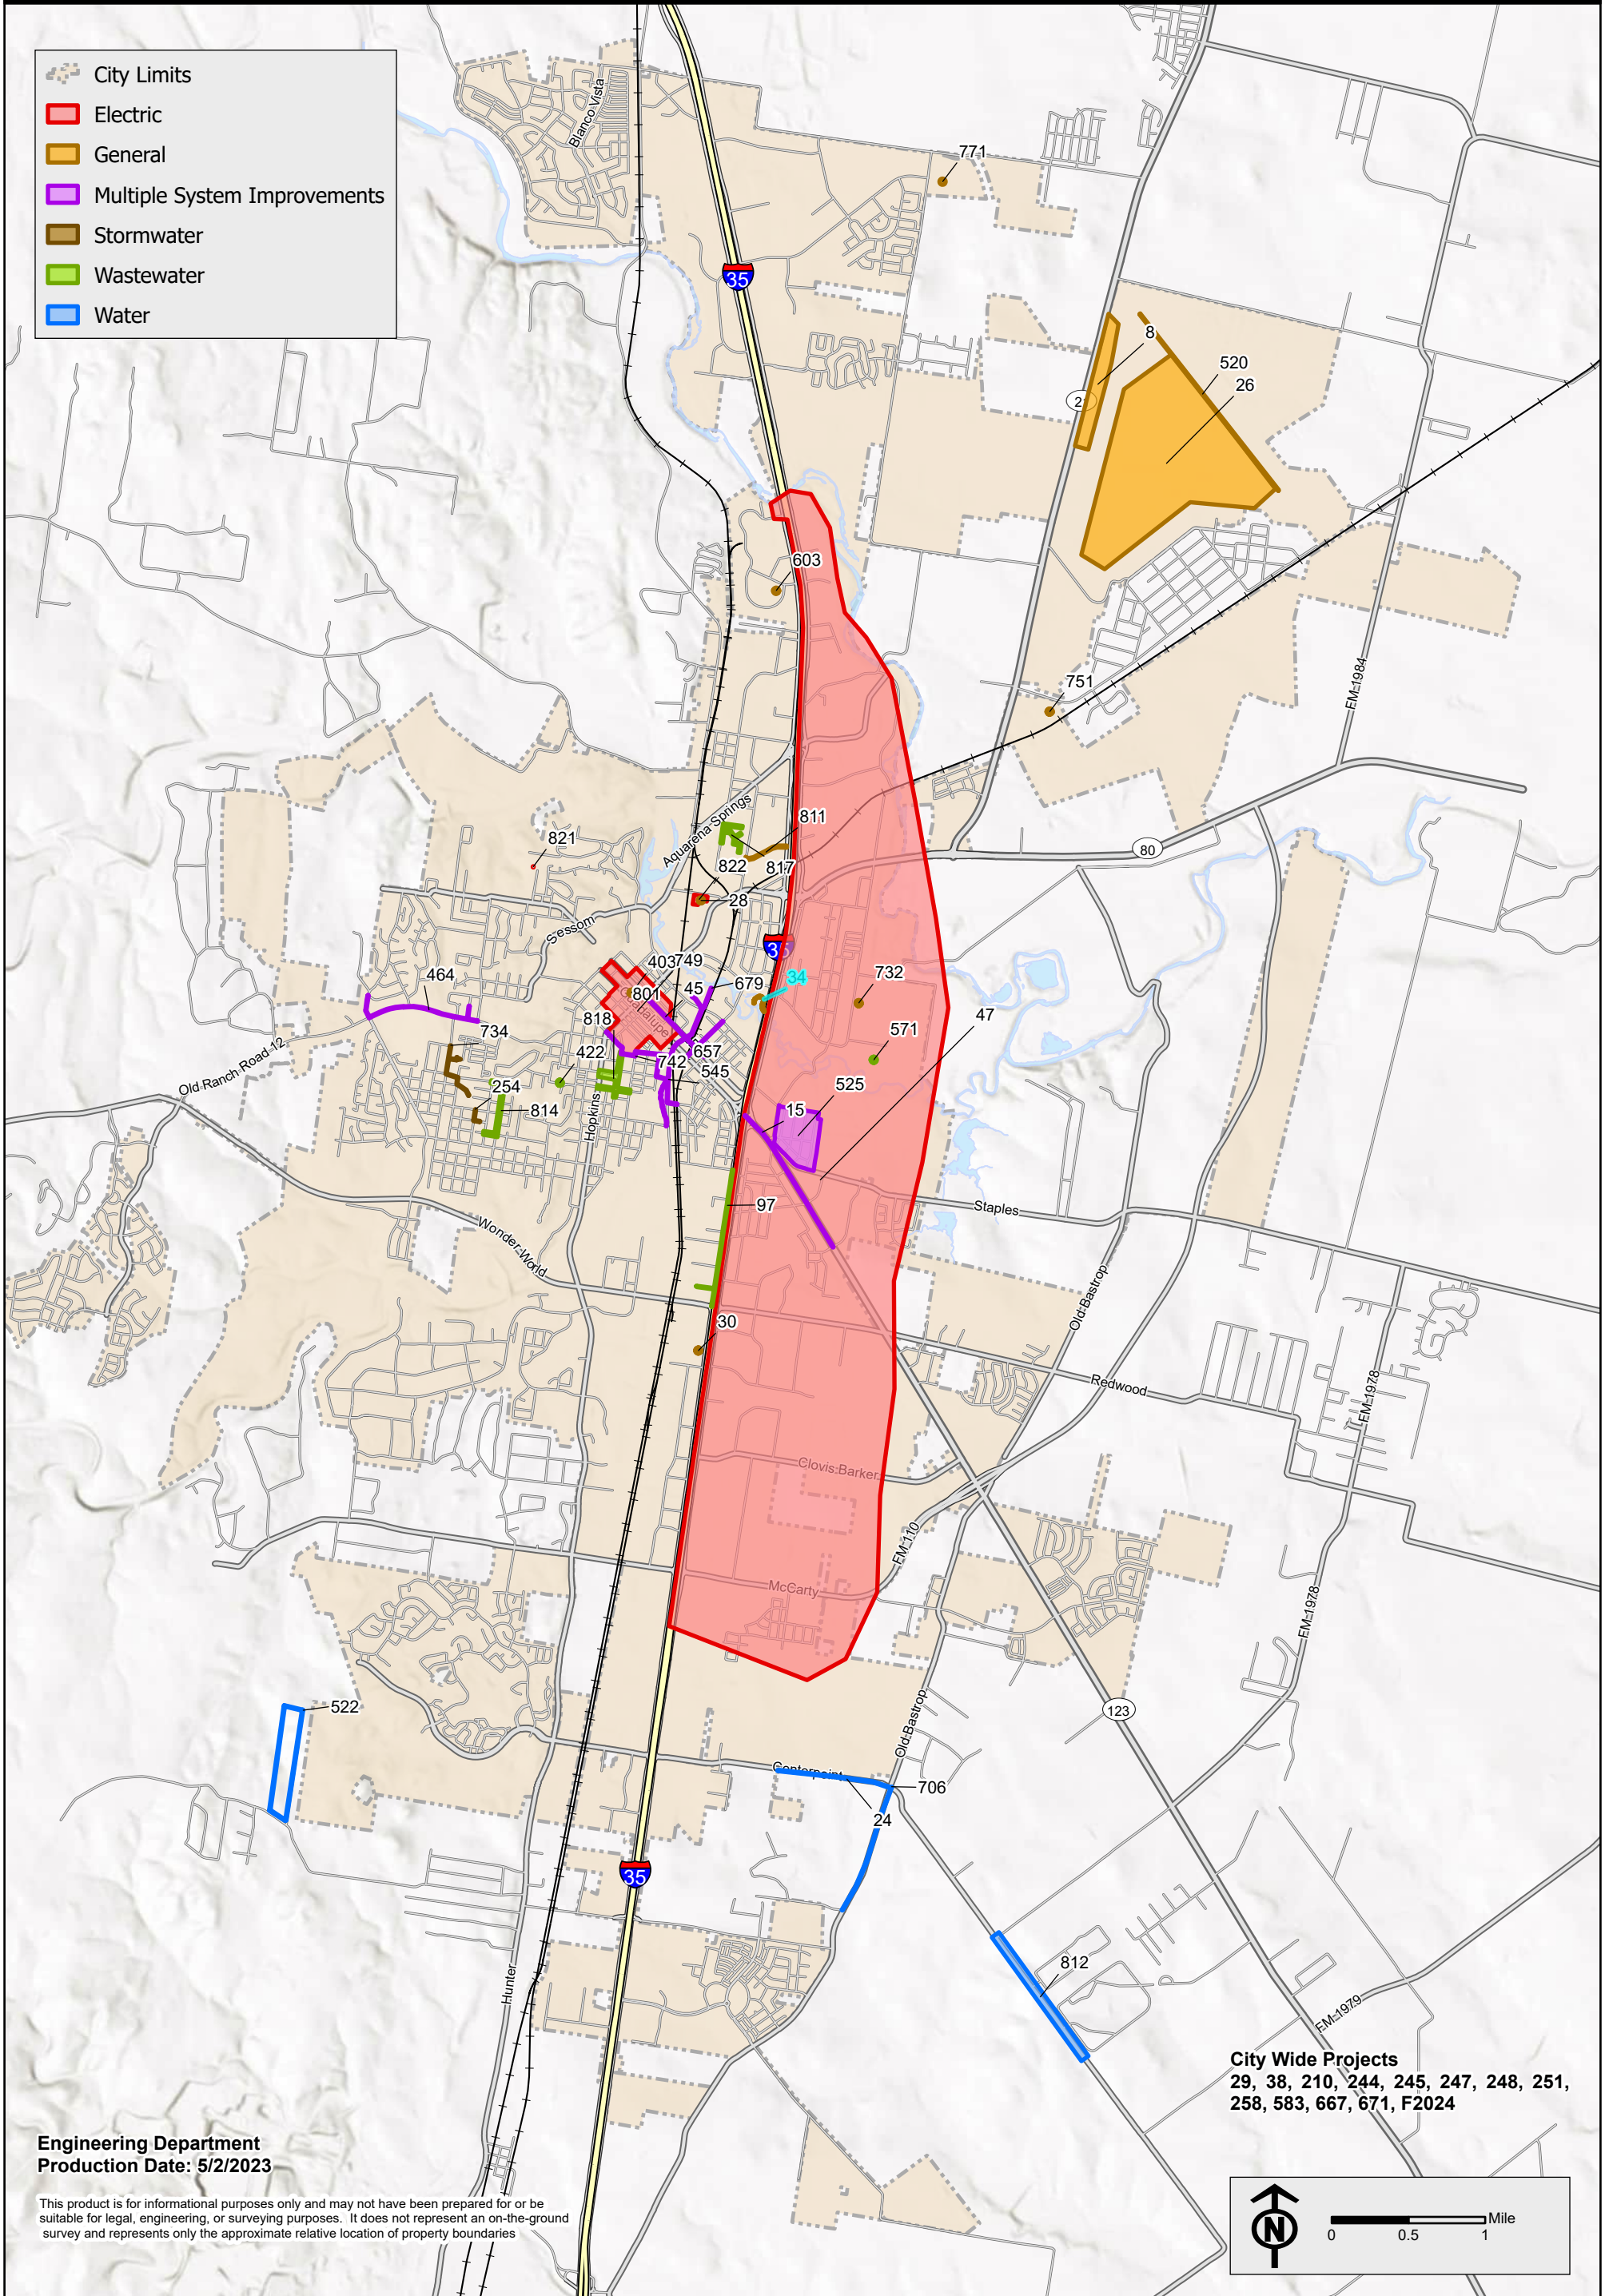 City Limits
Electric
General
Multiple System Improvements
Stormwater
Wastewater
Water
Blanco Vista
771
35
8
520
26
21
603
751
FM 1984
Aquarena Springs
811
821
822
817
80
28
Sessom
35
403
749
34
732
464
801
45
679
47
Guadalupe
818
571
734
657
422
742
Old Ranch Road 12
545
525
254
814
15
Hopkins
97
Staples
Wonder World
Old Bastrop
30
Redwood
FM 1978
Clovis Barker
FM 110
McCarty
FM 1978
522
123
Old Bastrop
Centerpoint
706
24
35
812
Hunter
FM 1979
City Wide Projects
29, 38, 210, 244, 245, 247, 248, 251,
258, 583, 667, 671, F2024
Engineering Department
Production Date: 5/2/2023
This product is for informational purposes only and may not have been prepared for or be
suitable for legal, engineering, or surveying purposes. It does not represent an on-the-ground
survey and represents only the approximate relative location of property boundaries
N
Mile
0 0.5 1